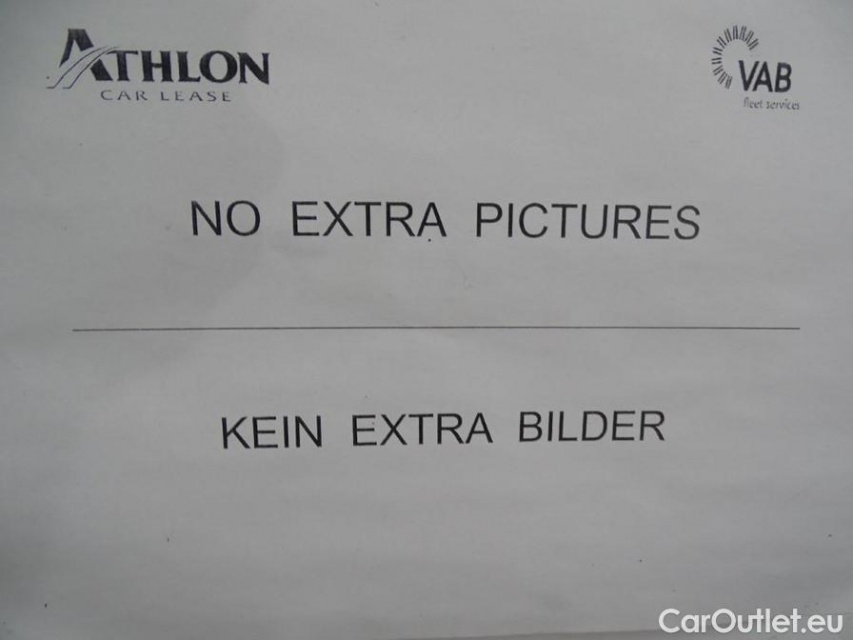 ATHLON
CAR LEASE
VAB
fleet services
NO EXTRA PICTURES
KEIN EXTRA BILDER
CarOutlet.eu